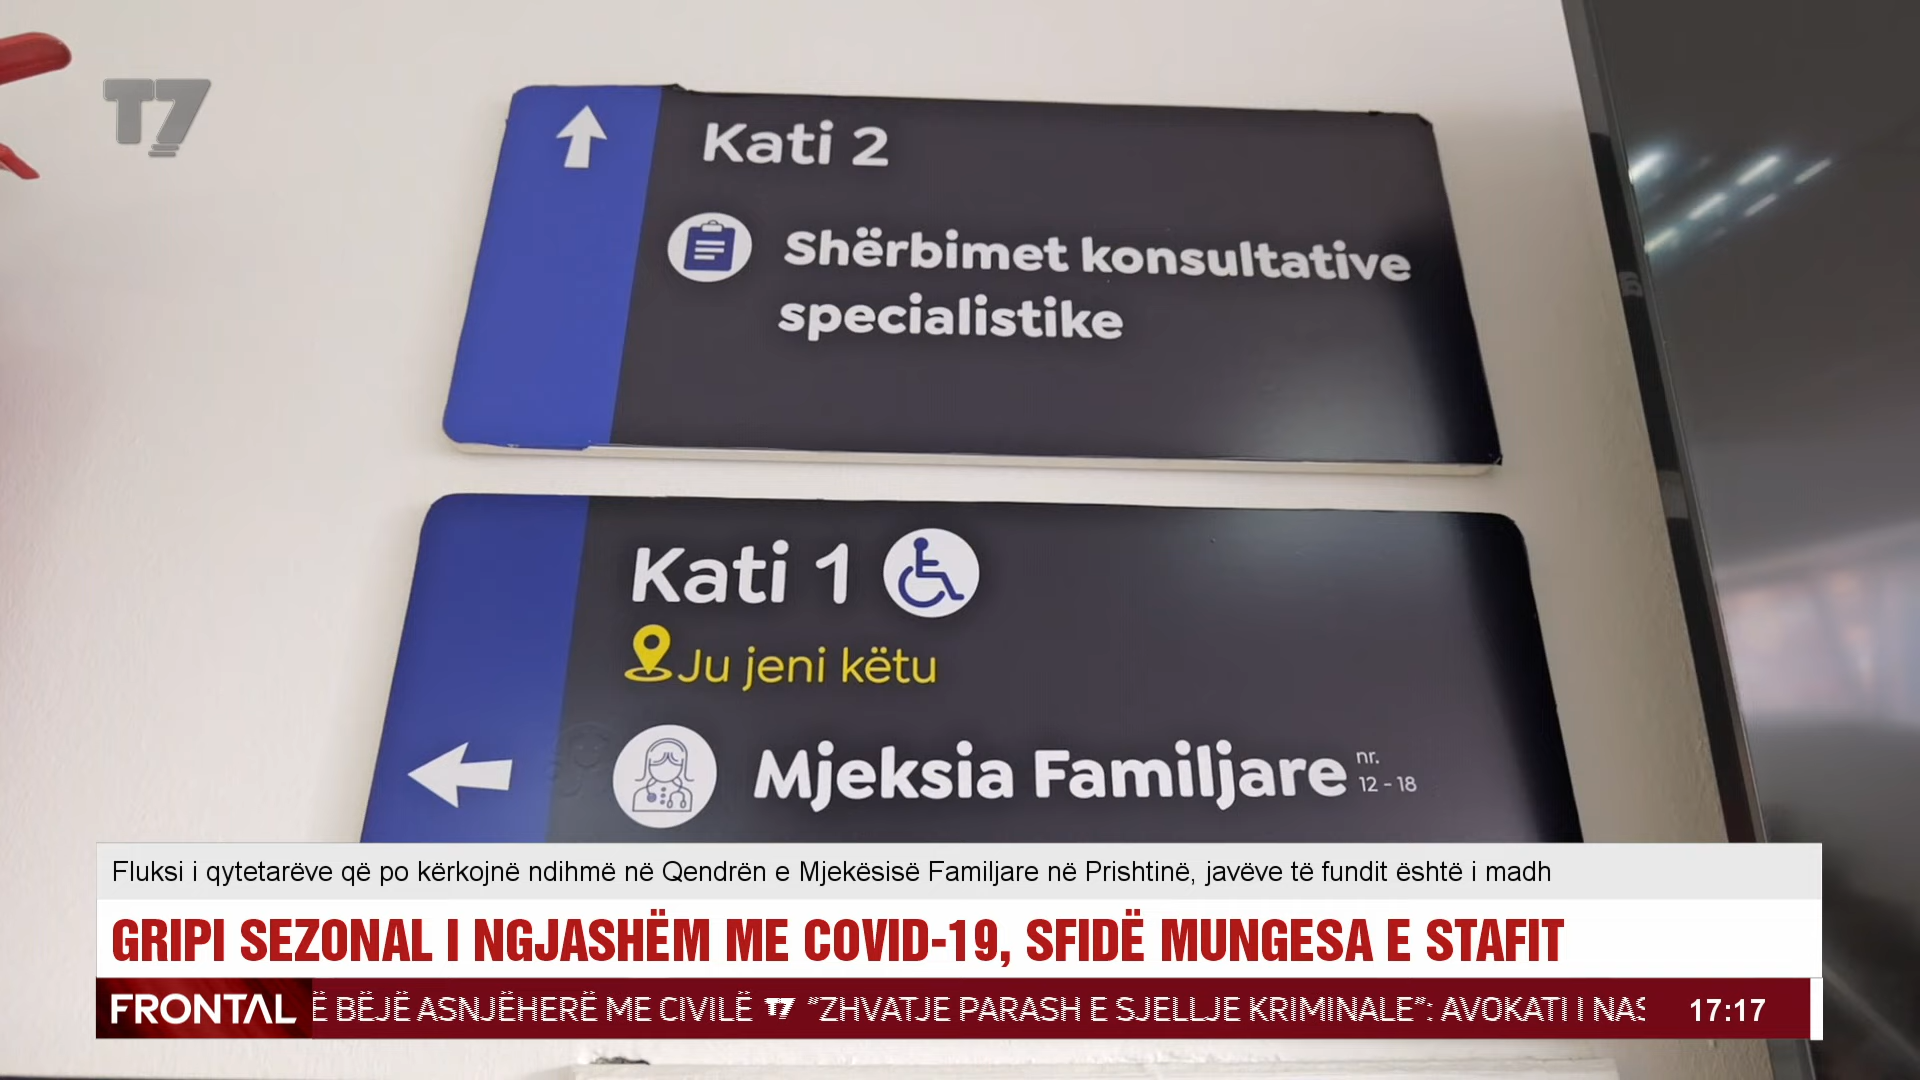 T7
Kati 2
Shërbimet konsultative
specialistike
Kati 1
Ju jeni këtu
Mjeksia Familjare
nr.
12 - 18
Fluksi i qytetarëve që po kërkojnë ndihmë në Qendrën e Mjekësisë Familjare në Prishtinë, javëve të fundit është i madh
GRIPI SEZONAL I NGJASHËM ME COVID-19, SFIDË MUNGESA E STAFIT
FRONTAL Ë BËJË ASNJËHERË ME CIVILË T7 "ZHVATJE PARASH E SJELLJE KRIMINALE": AVOKATI I NAS 17:17